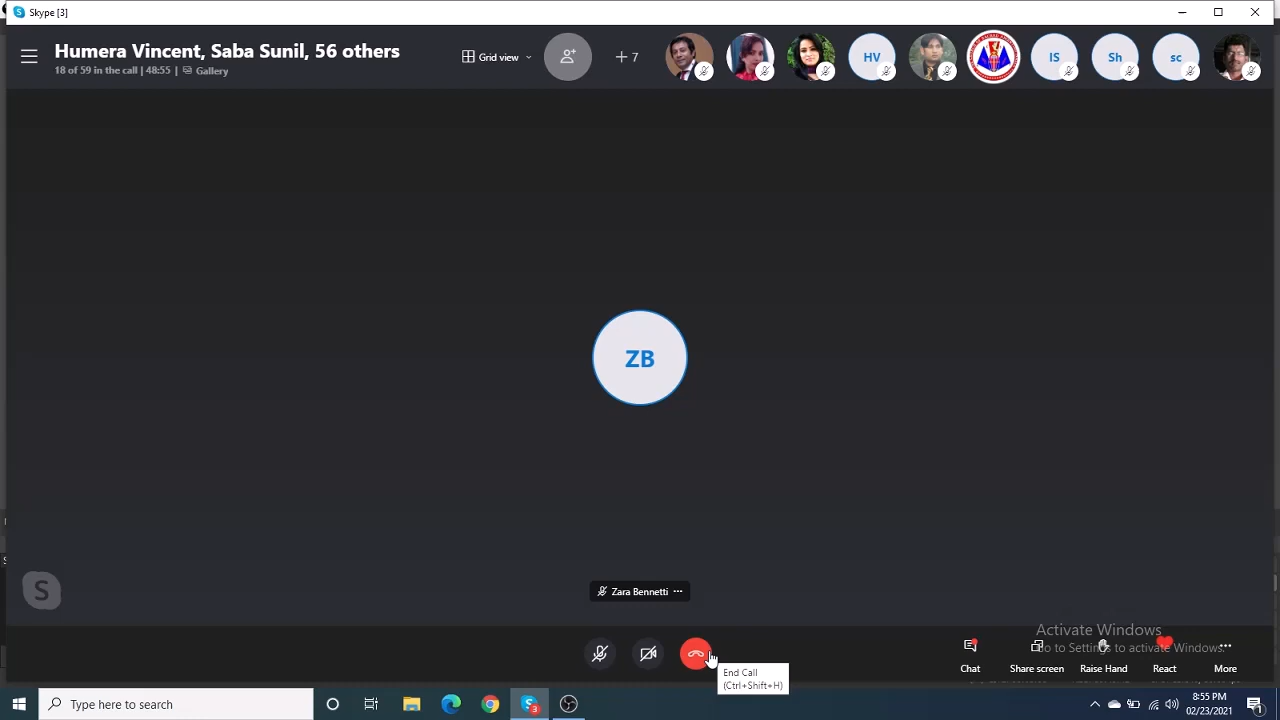 Skype [3]
Humera Vincent, Saba Sunil, 56 others
18 of 59 in the call | 48:55 | Gallery
Grid view
+7
HV
IS
Sh
sc
ZB
Zara Bennetti
S
Activate Windows
Go to Settings to activate Windows.
Chat
Share screen
Raise Hand
React
More
End Call
(Ctrl+Shift+H)
Type here to search
S
3
8:55 PM
02/23/2021
1